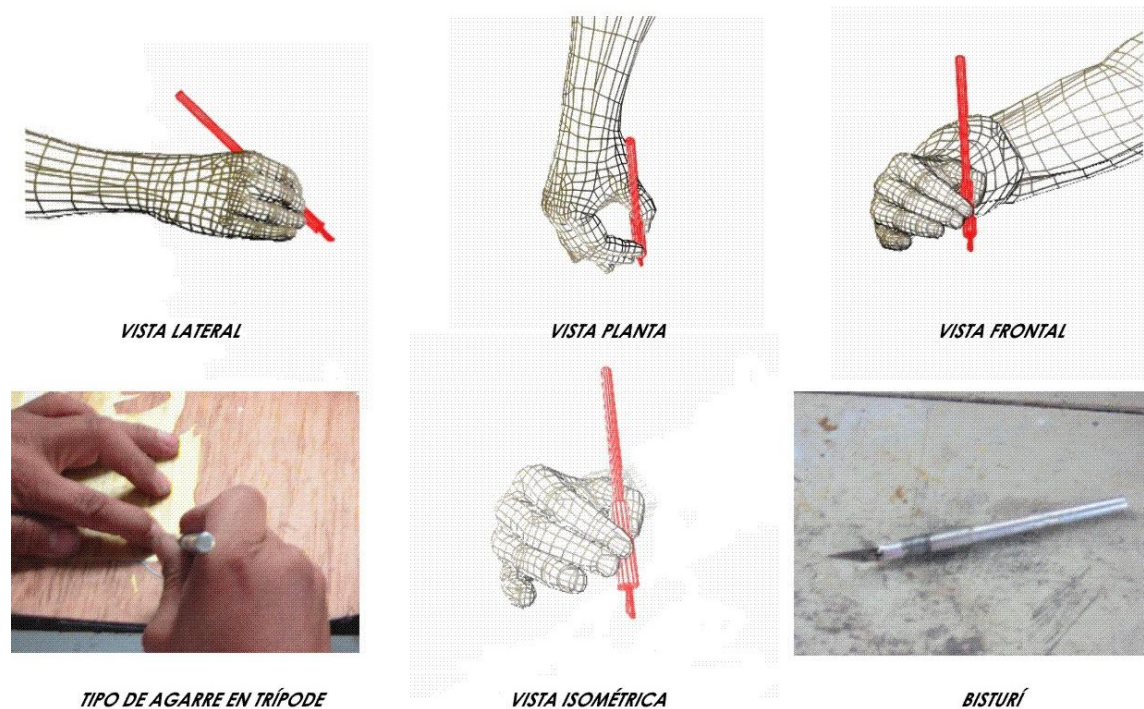 VISTA LATERAL
VISTA PLANTA
VISTA FRONTAL
TIPO DE AGARRE EN TRÍPODE
VISTA ISOMÉTRICA
BISTURÍ